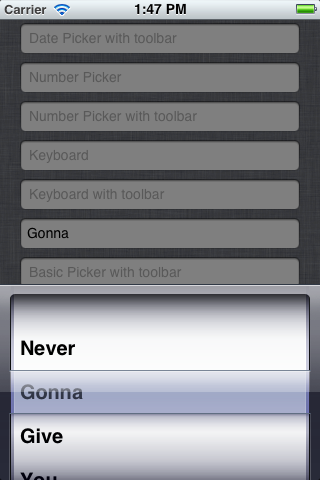 Carrier 1:47 PM
Date Picker with toolbar
Number Picker
Number Picker with toolbar
Keyboard
Keyboard with toolbar
Gonna
Basic Picker with toolbar
Never
Gonna
Give
You